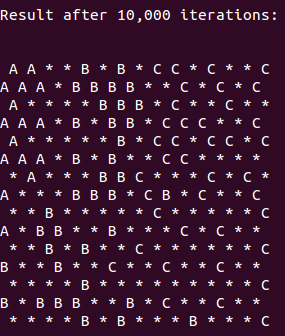 Result after 10,000 iterations:
 A A * * B * B * C C * C * * C
A A A * B B B B * * C * C * C
 A * * * * B B B * C * * C * *
A A A * B * B B * C C C * * C
 A * * * * * B * C C * C C * C
A A A * B * B * * C C * * * *
 * A * * * B B C * * * C * C *
A * * * B B B * C B * C * * C
 * * B * * * * * C * * * * * C
A * B B * * B * * * C * C * *
 * * B * B * * C * * * * * * C
B * * B * * C * * C * * C * *
 * * * * B * * * * * * * * * C
B * B B B * * B * C * * C * *
 * * * * B * B * * * B * * * C